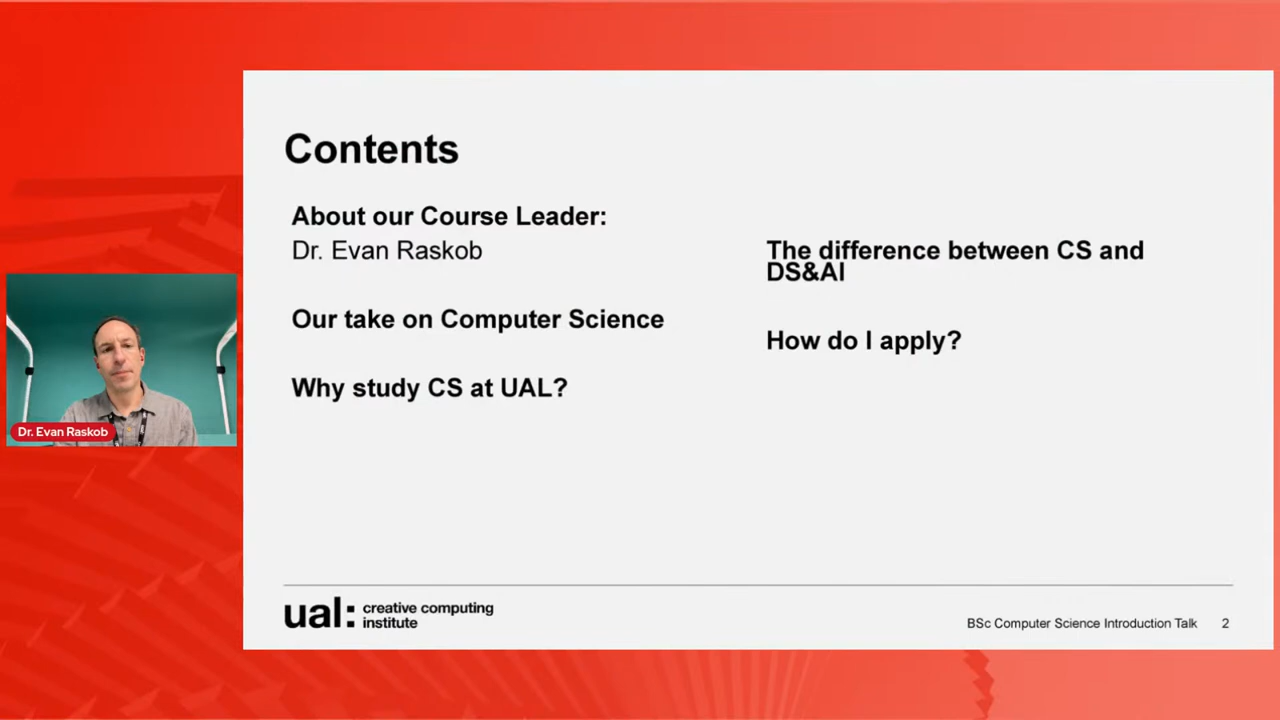 Contents
About our Course Leader:
Dr. Evan Raskob
Our take on Computer Science
Why study CS at UAL?
The difference between CS and
DS&AI
How do I apply?
Dr. Evan Raskob
ual: creative computing
institute
BSc Computer Science Introduction Talk 2